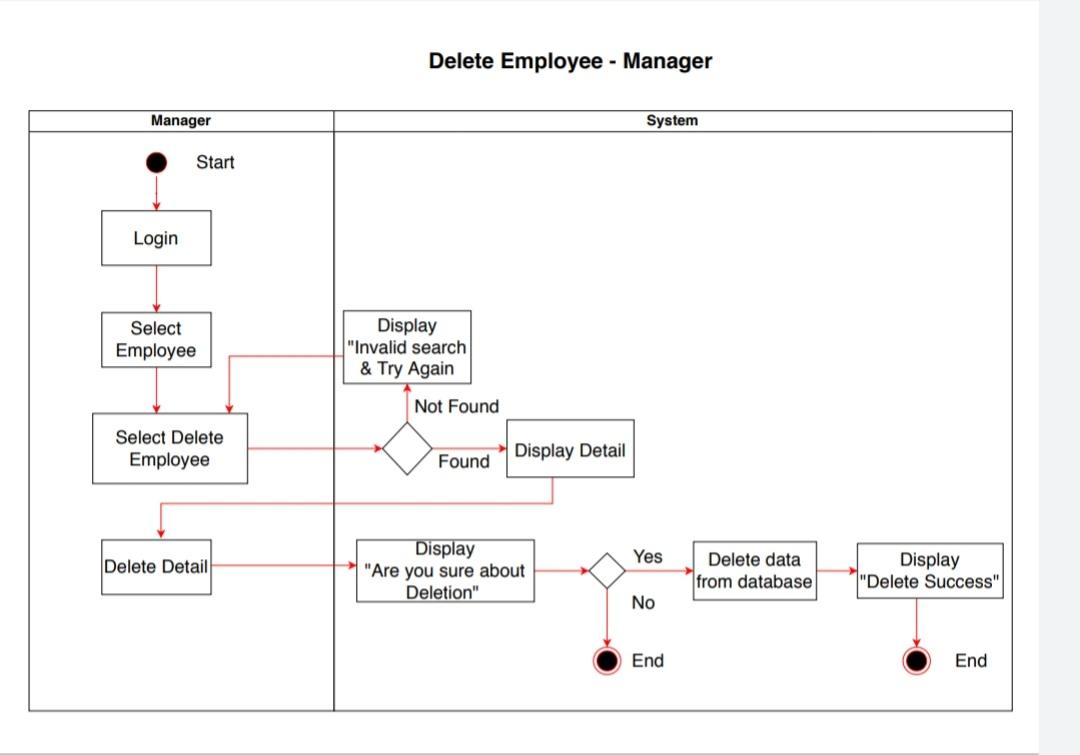 Delete Employee - Manager
Manager
System
Start
Login
Select
Employee
Display
"Invalid search
& Try Again
Not Found
Select Delete
Employee
Found
Display Detail
Delete Detail
Display
"Are you sure about
Deletion"
Yes
No
Delete data
from database
Display
"Delete Success"
End
End